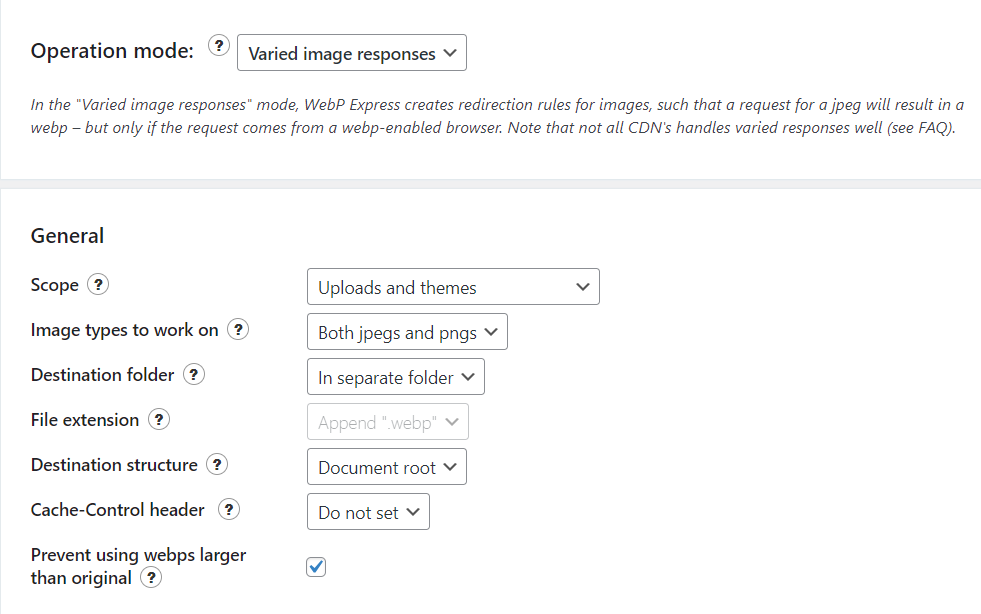 Operation mode: ? Varied image responses
In the "Varied image responses" mode, WebP Express creates redirection rules for images, such that a request for a jpeg will result in a
webp – but only if the request comes from a webp-enabled browser. Note that not all CDN's handles varied responses well (see FAQ).
General
Scope ? Uploads and themes
Image types to work on ? Both jpegs and pngs
Destination folder ? In separate folder
File extension ? Append ".webp"
Destination structure ? Document root
Cache-Control header ? Do not set
Prevent using webps larger
than original ?